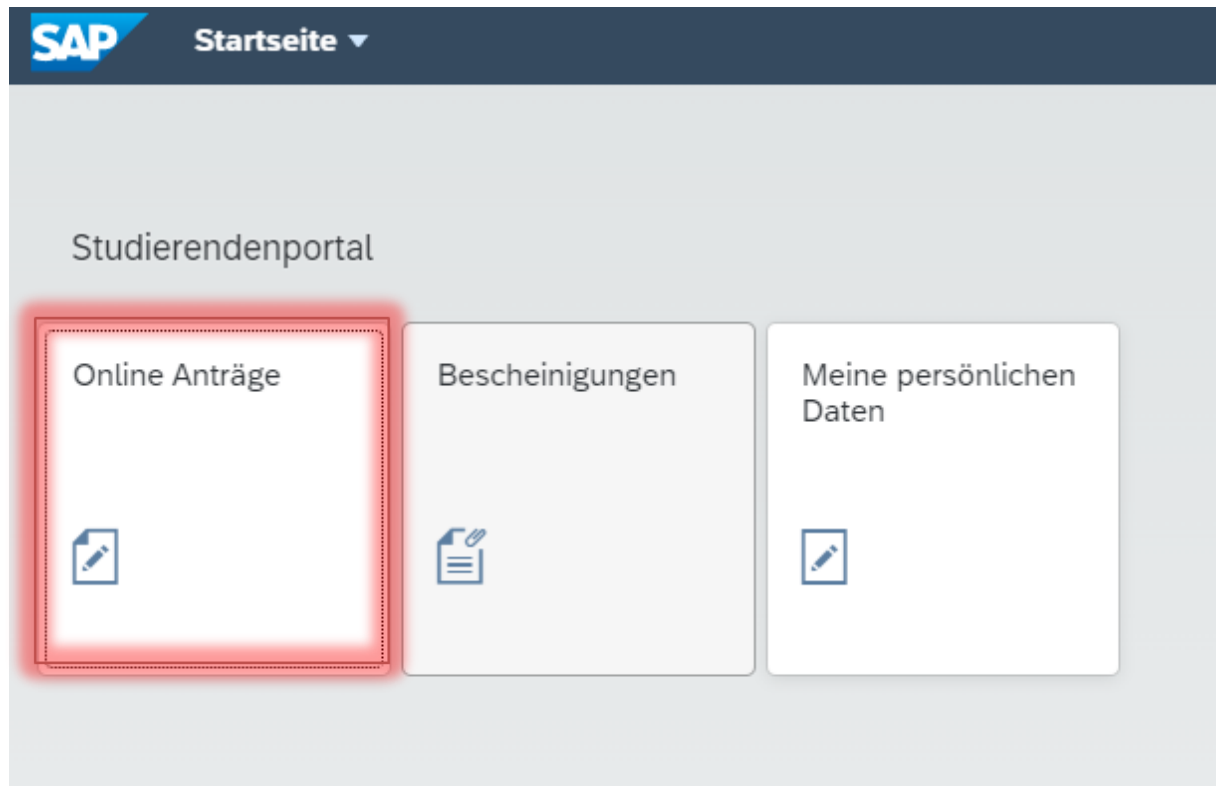 SAP Startseite
Studierendenportal
Online Anträge
Bescheinigungen
Meine persönlichen
Daten